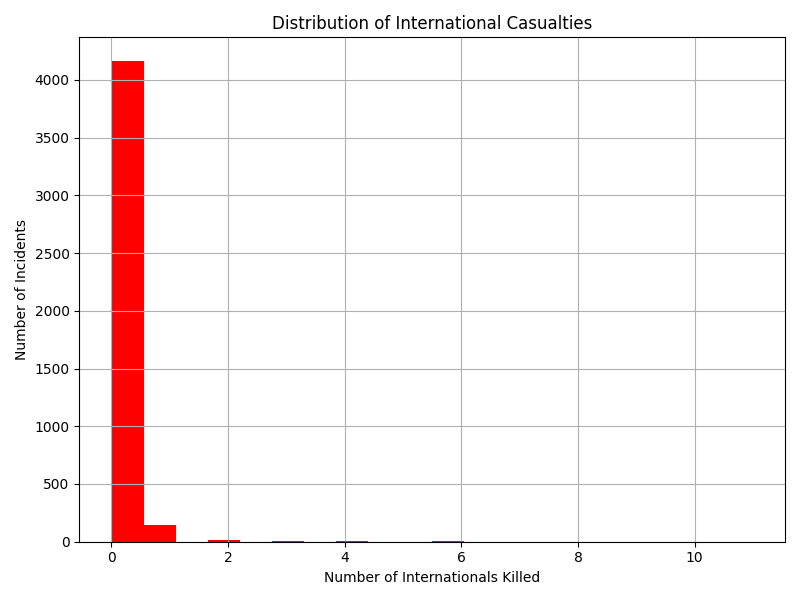 Distribution of International Casualties
4000
3500
3000
2500
2000
1500
1000
500
0
Number of Incidents
0 2 4 6 8 10
Number of Internationals Killed